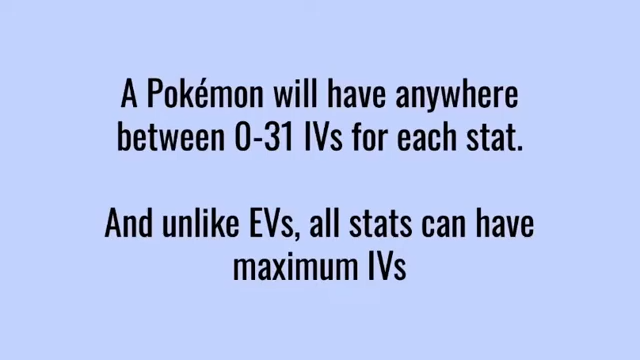 A Pokémon will have anywhere
between 0-31 IVs for each stat.
And unlike EVs, all stats can have
maximum IVs